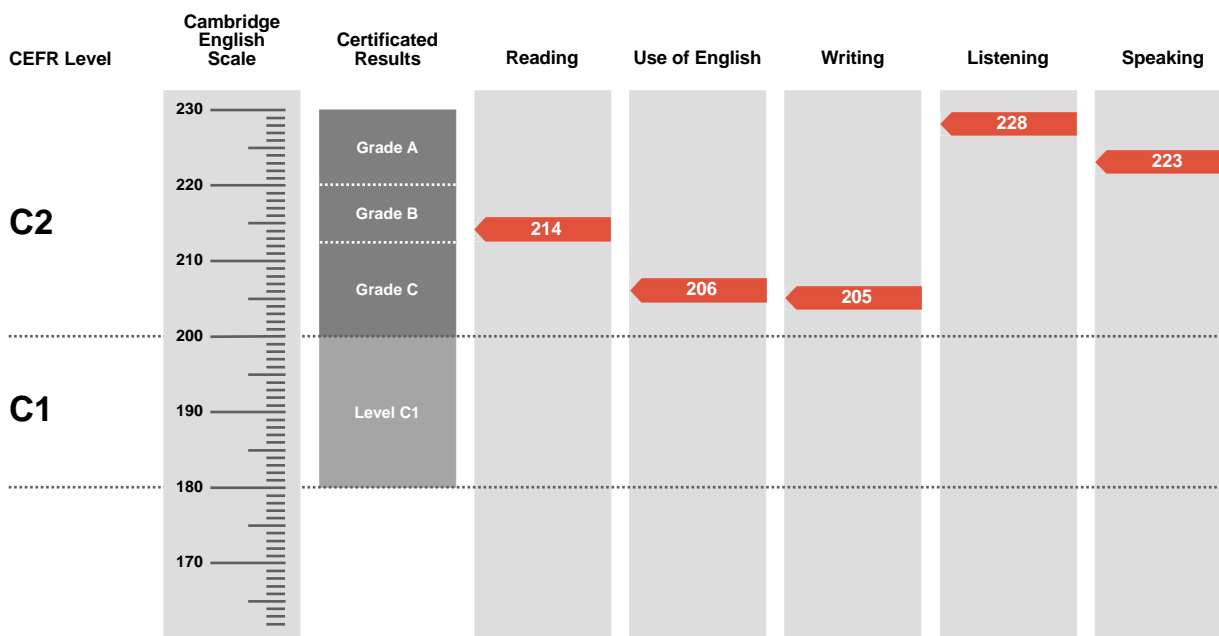 CEFR Level
Cambridge
English
Scale
Certificated
Results
Reading
Use of English
Writing
Listening
Speaking
230
Grade A
228
223
220
C2
Grade B
214
210
Grade C
206
205
200
C1
190
Level C1
180
170